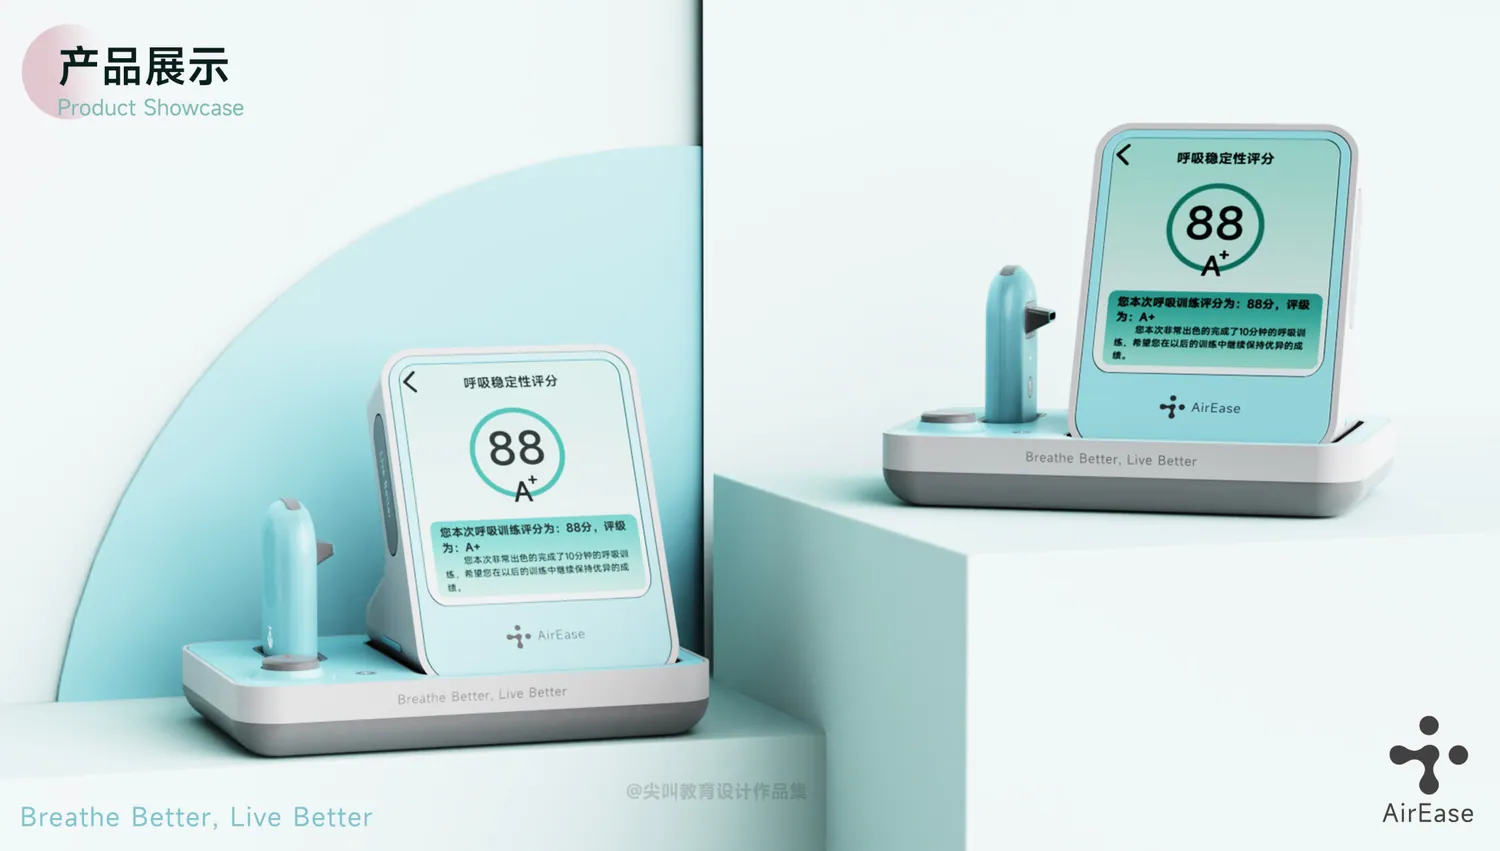 产品展示
Product Showcase
呼吸稳定性评分
88
A+
您本次呼吸训练评分为：88分，评级
为：A+
您本次非常出色的完成了10分钟的呼吸训
练，希望您在以后的训练中继续保持优异的成
绩。
AirEase
Breathe Better, Live Better
呼吸稳定性评分
88
A+
您本次呼吸训练评分为：88分，评级
为：A+
您本次非常出色的完成了10分钟的呼吸训
练，希望您在以后的训练中继续保持优异的成
绩。
AirEase
Breathe Better, Live Better
@尖叫教育设计作品集
Breathe Better, Live Better
AirEase